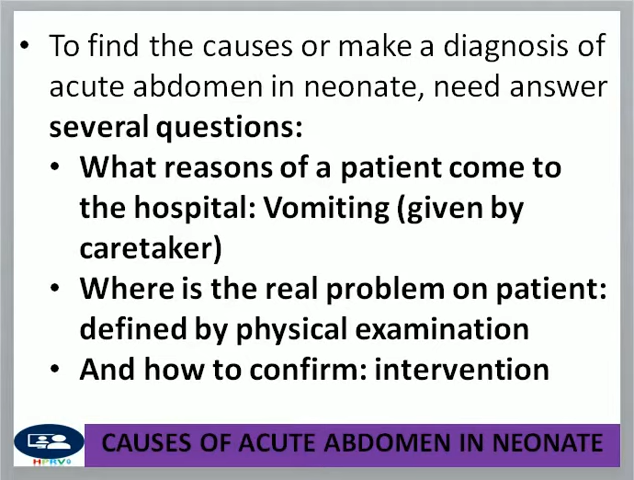 • To find the causes or make a diagnosis of
acute abdomen in neonate, need answer
several questions:
• What reasons of a patient come to
the hospital: Vomiting (given by
caretaker)
• Where is the real problem on patient:
defined by physical examination
• And how to confirm: intervention
CAUSES OF ACUTE ABDOMEN IN NEONATE
HPRV